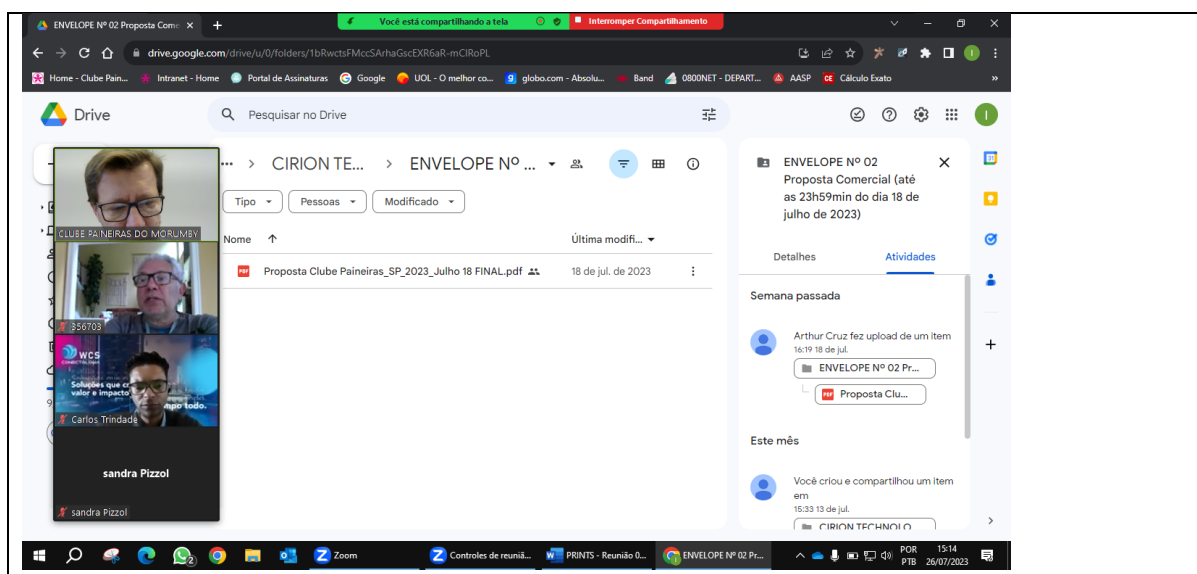 ENVELOPE Nº 02 Proposta Come
Você está compartilhando a tela
Interromper Compartilhamento
drive.google.com/drive/u/0/folders/1bRwctsFMccSArhaGscEXR6aR-mCIRoPL
Home - Clube Pain...
Intranet - Home
Portal de Assinaturas
Google
UOL - O melhor co...
globo.com - Absolu...
Band
0800NET - DEPART...
AASP
Cálculo Exato
Drive
Pesquisar no Drive
CIRION TE...
ENVELOPE Nº ...
Tipo
Pessoas
Modificado
Nome
Última modifi...
Proposta Clube Paineiras_SP_2023_Julho 18 FINAL.pdf
18 de jul. de 2023
CLUBE PAINEIRAS DO MORUMBY
356703
wcs
Soluções que
valor e impacto
mpo todo.
Carlos Trindade
sandra Pizzol
sandra Pizzol
ENVELOPE Nº 02
Proposta Comercial (até
as 23h59min do dia 18 de
julho de 2023)
Detalhes
Atividades
Semana passada
Arthur Cruz fez upload de um item
16:19 18 de jul.
ENVELOPE Nº 02 Pr...
Proposta Clu...
Este mês
Você criou e compartilhou um item
em
15:33 13 de jul.
CIRION TECHNOLO...
Zoom
Controles de reuniã...
PRINTS - Reunião 0...
ENVELOPE Nº 02 Pr...
POR
PTB
15:14
26/07/2023